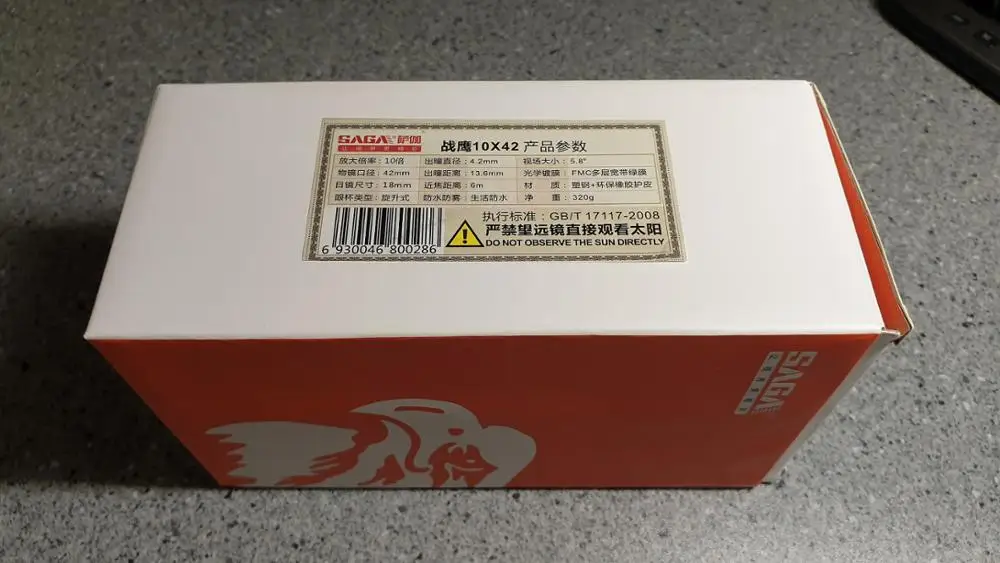 SAGA 萨伽
战鹰10X42 产品参数
放大倍率：10倍 出瞳直径：4.2mm 视场大小：5.8°
物镜口径：42mm 出瞳距离：13.6mm 光学镀膜：FMC多层宽带绿膜
目镜尺寸：18mm 近焦距离：6m 材 质：塑钢+环保橡胶护皮
眼杯类型：旋升式 防水防雾：生活防水 净 重：320g
执行标准：GB/T 17117-2008
严禁望远镜直接观看太阳
DO NOT OBSERVE THE SUN DIRECTLY
6 930046 800286
SAGA